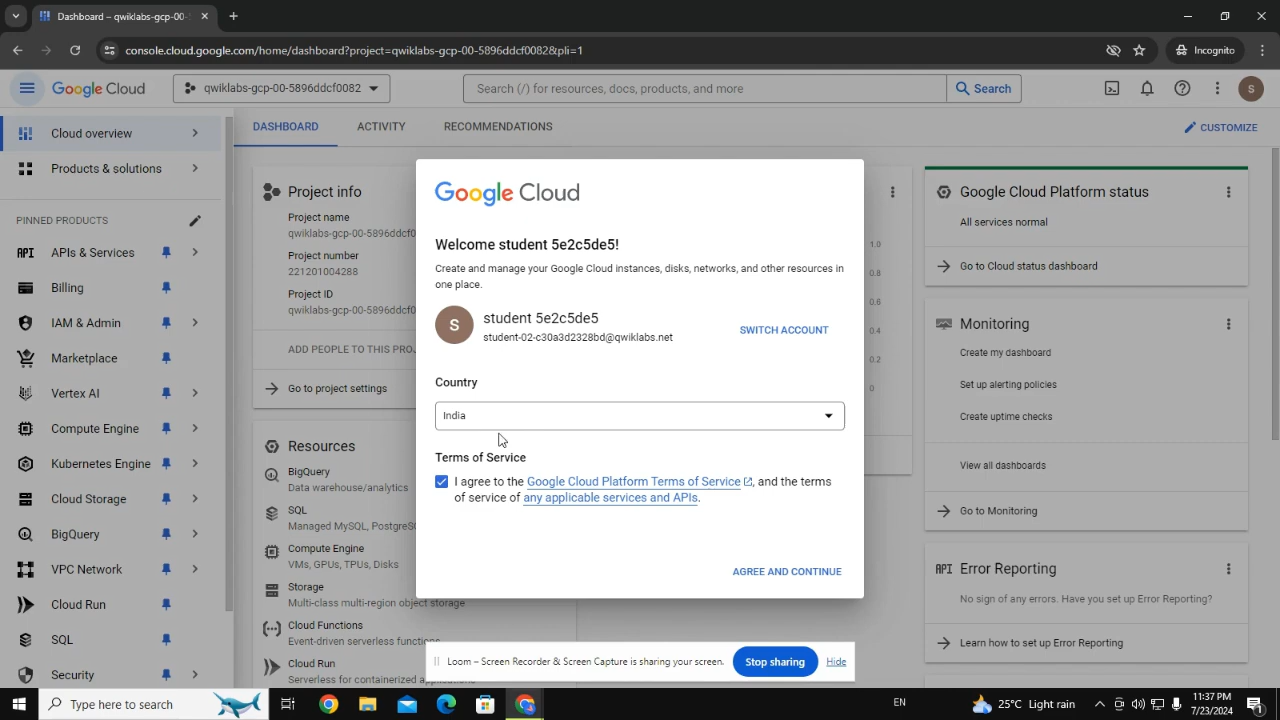 Dashboard – qwiklabs-gcp-00-
console.cloud.google.com/home/dashboard?project=qwiklabs-gcp-00-5896ddcf0082&pli=1
Incognito
Google Cloud
qwiklabs-gcp-00-5896ddcf0082
Search (/) for resources, docs, products, and more
Search
S
Cloud overview
Products & solutions
PINNED PRODUCTS
API APIs & Services
Billing
IAM & Admin
Marketplace
Vertex AI
Compute Engine
Kubernetes Engine
Cloud Storage
BigQuery
VPC Network
Cloud Run
SQL
Security
DASHBOARD
ACTIVITY
RECOMMENDATIONS
CUSTOMIZE
Project info
Project name
qwiklabs-gcp-00-5896ddcf0
Project number
221201004288
Project ID
qwiklabs-gcp-00-5896ddcf0
ADD PEOPLE TO THIS PROJ
Go to project settings
Resources
BigQuery
Data warehouse/analytics
SQL
Managed MySQL, PostgreS
Compute Engine
VMs, GPUs, TPUs, Disks
Storage
Multi-class multi-region object storage
Cloud Functions
Event-driven serverless functions
Cloud Run
Serverless for containerized applications
Google Cloud
Welcome student 5e2c5de5!
Create and manage your Google Cloud instances, disks, networks, and other resources in
one place.
S
student 5e2c5de5
student-02-c30a3d2328bd@qwiklabs.net
SWITCH ACCOUNT
Country
India
Terms of Service
I agree to the Google Cloud Platform Terms of Service, and the terms
of service of any applicable services and APIs.
AGREE AND CONTINUE
1.0
0.8
0.6
0.4
0.2
0
Google Cloud Platform status
All services normal
Go to Cloud status dashboard
Monitoring
Create my dashboard
Set up alerting policies
Create uptime checks
View all dashboards
Go to Monitoring
API Error Reporting
No sign of any errors. Have you set up Error Reporting?
Learn how to set up Error Reporting
Loom – Screen Recorder & Screen Capture is sharing your screen.
Stop sharing
Hide
Type here to search
EN
25°C Light rain
11:37 PM
7/23/2024
1